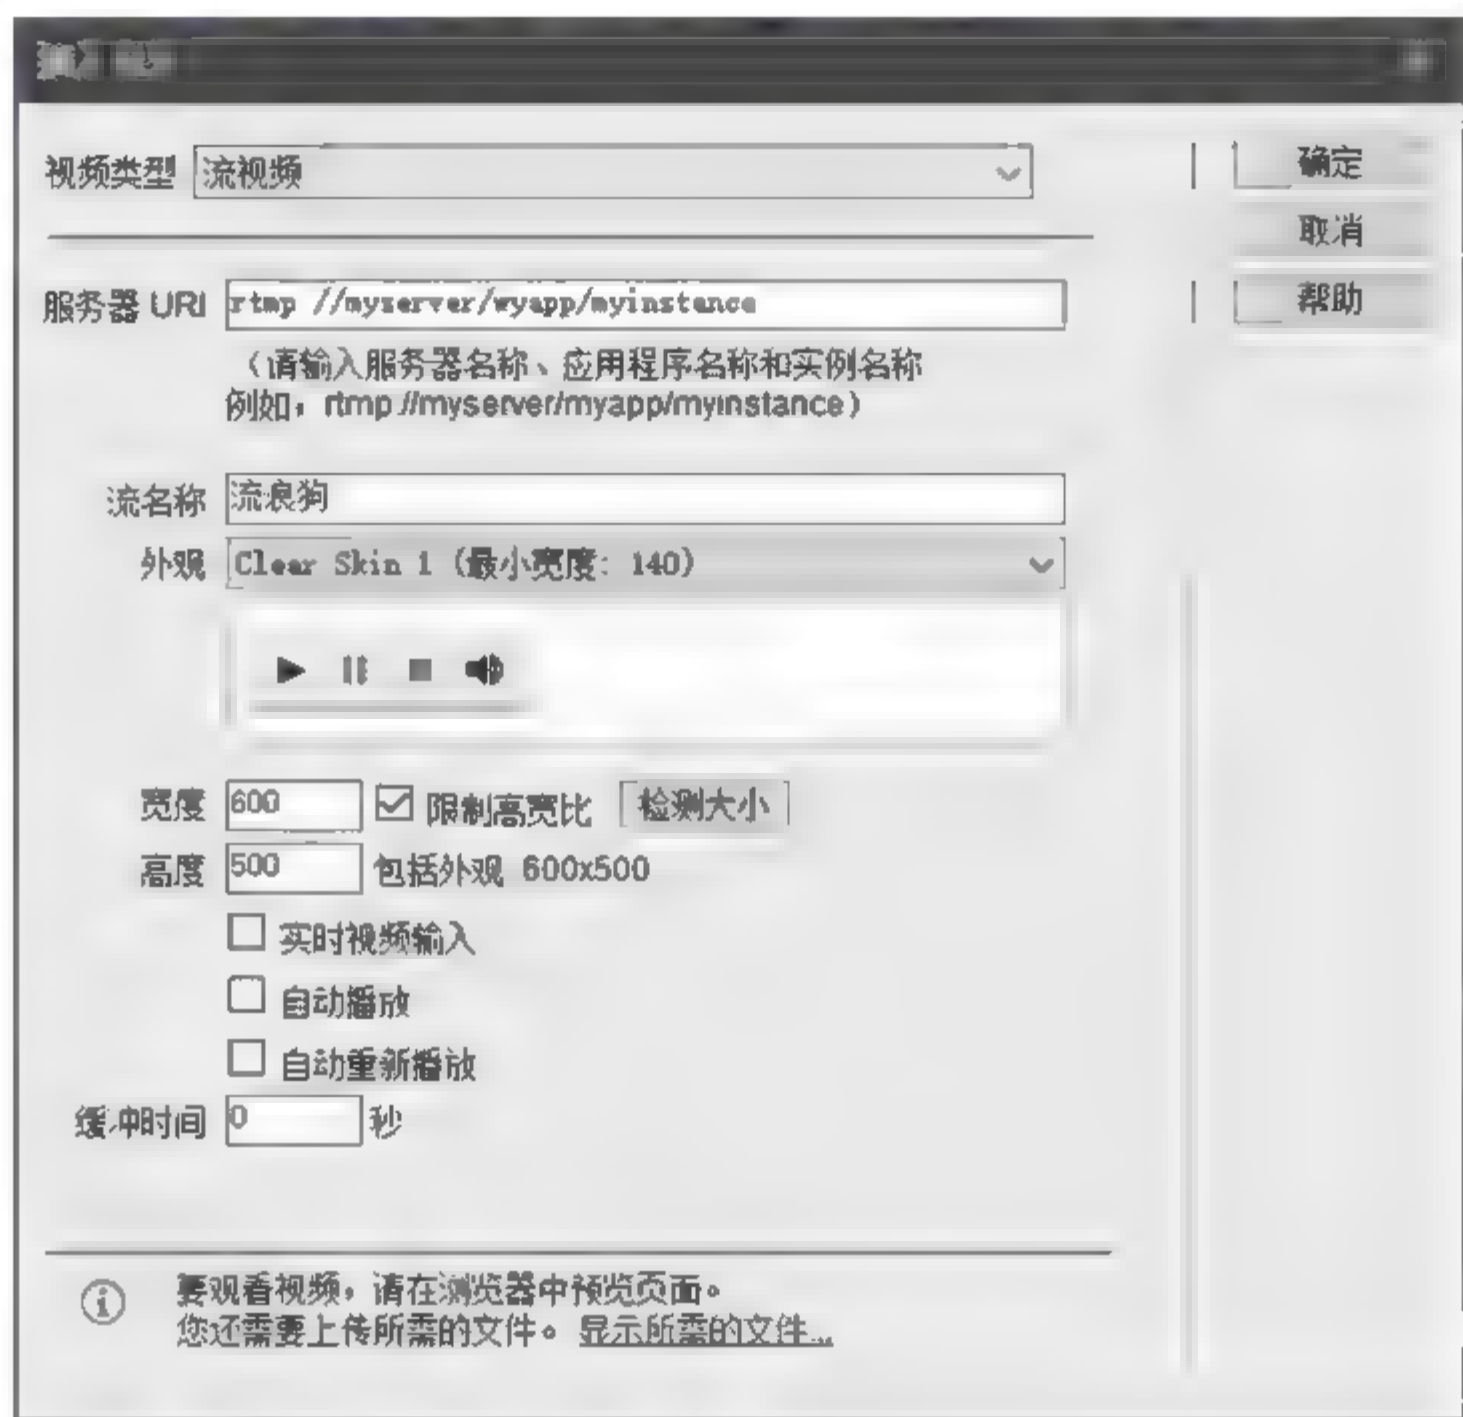 视频类型 流视频
确定
取消
服务器 URI rtmp //myserver/wyapp/myinstance
帮助
（请输入服务器名称、应用程序名称和实例名称
例如，rtmp //myserver/myapp/myinstance）
流名称 流浪狗
外观 Clear Skin 1 (最小宽度: 140)
宽度 600 限制高宽比 检测大小
高度 500 包括外观 600x500
实时视频输入
自动播放
自动重新播放
缓冲时间 0 秒
要观看视频，请在浏览器中预览页面。
您还需要上传所需的文件。显示所需的文件...